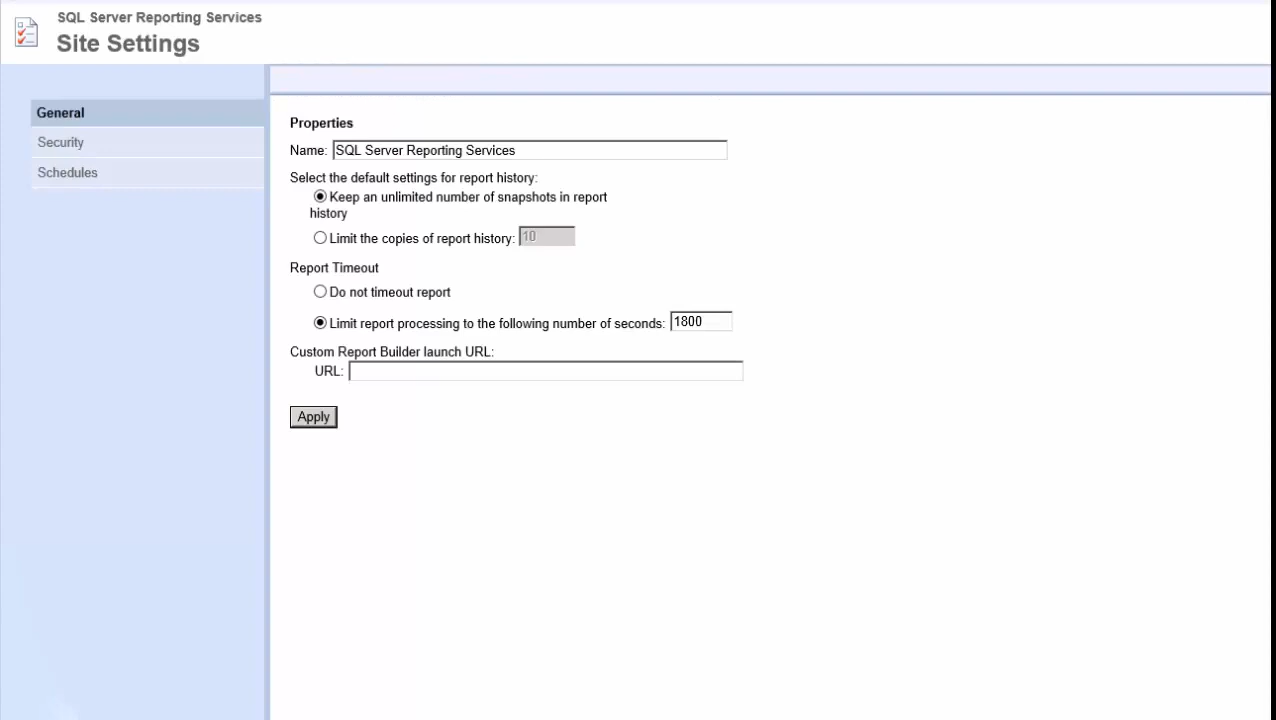 SQL Server Reporting Services
Site Settings
General
Security
Schedules
Properties
Name: SQL Server Reporting Services
Select the default settings for report history:
Keep an unlimited number of snapshots in report
history
Limit the copies of report history: 10
Report Timeout
Do not timeout report
Limit report processing to the following number of seconds: 1800
Custom Report Builder launch URL:
URL:
Apply